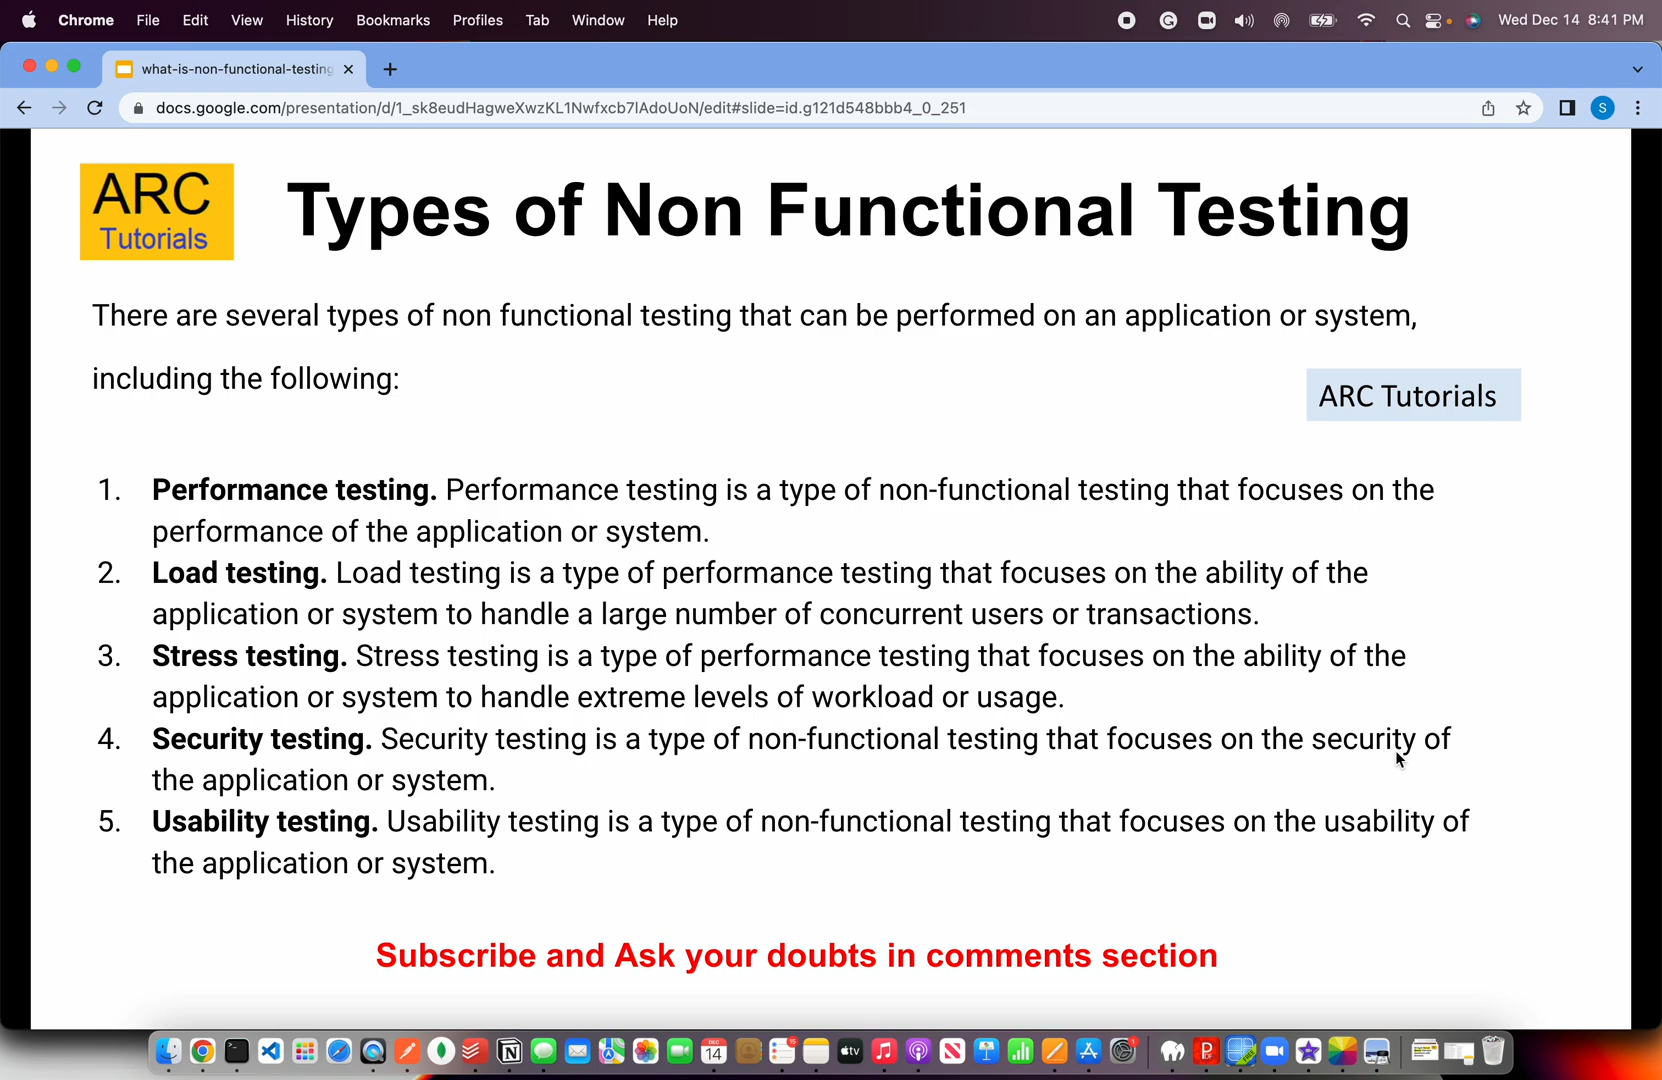 Chrome File Edit View History Bookmarks Profiles Tab Window Help Wed Dec 14 8:41 PM
what-is-non-functional-testing
docs.google.com/presentation/d/1_sk8eudHagweXwzKL1Nwfxcb7lAdoUoN/edit#slide=id.g121d548bbb4_0_251
S
ARC
Tutorials
Types of Non Functional Testing
There are several types of non functional testing that can be performed on an application or system,
including the following:
ARC Tutorials
1. Performance testing. Performance testing is a type of non-functional testing that focuses on the
performance of the application or system.
2. Load testing. Load testing is a type of performance testing that focuses on the ability of the
application or system to handle a large number of concurrent users or transactions.
3. Stress testing. Stress testing is a type of performance testing that focuses on the ability of the
application or system to handle extreme levels of workload or usage.
4. Security testing. Security testing is a type of non-functional testing that focuses on the security of
the application or system.
5. Usability testing. Usability testing is a type of non-functional testing that focuses on the usability of
the application or system.
Subscribe and Ask your doubts in comments section
DEC
14
tv